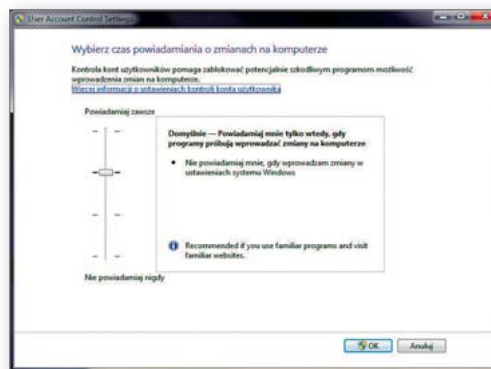 User Account Control Settings
Wybierz czas powiadamiania o zmianach na komputerze
Kontrola kont użytkowników pomaga zablokować potencjalnie szkodliwym programom możliwość
wprowadzenia zmian na komputerze.
Więcej informacji o ustawieniach kontroli konta użytkownika
Powiadamiaj zawsze
Domyślnie — Powiadamiaj mnie tylko wtedy, gdy
programy próbują wprowadzać zmiany na komputerze
• Nie powiadamiaj mnie, gdy wprowadzam zmiany w
ustawieniach systemu Windows
Recommended if you use familiar programs and visit
familiar websites.
Nie powiadamiaj nigdy
OK
Anuluj